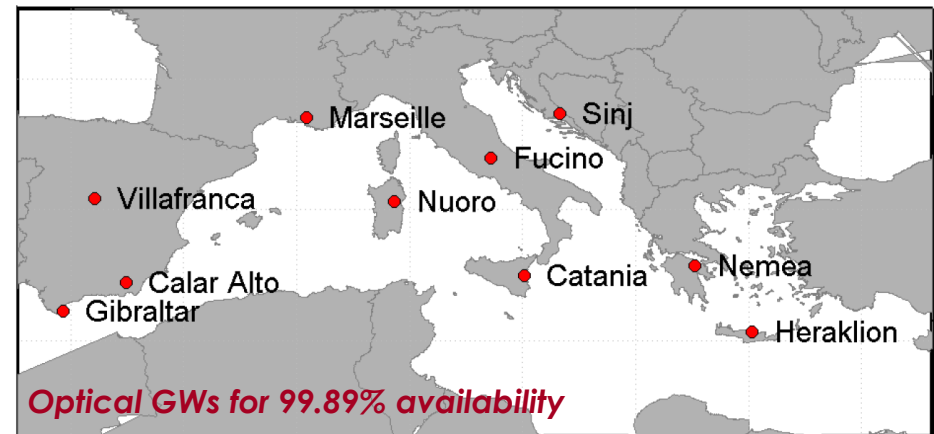 Marseille
Sinj
Fucino
Villafranca
Nuoro
Nemea
Catania
Calar Alto
Gibraltar
Heraklion
Optical GWs for 99.89% availability